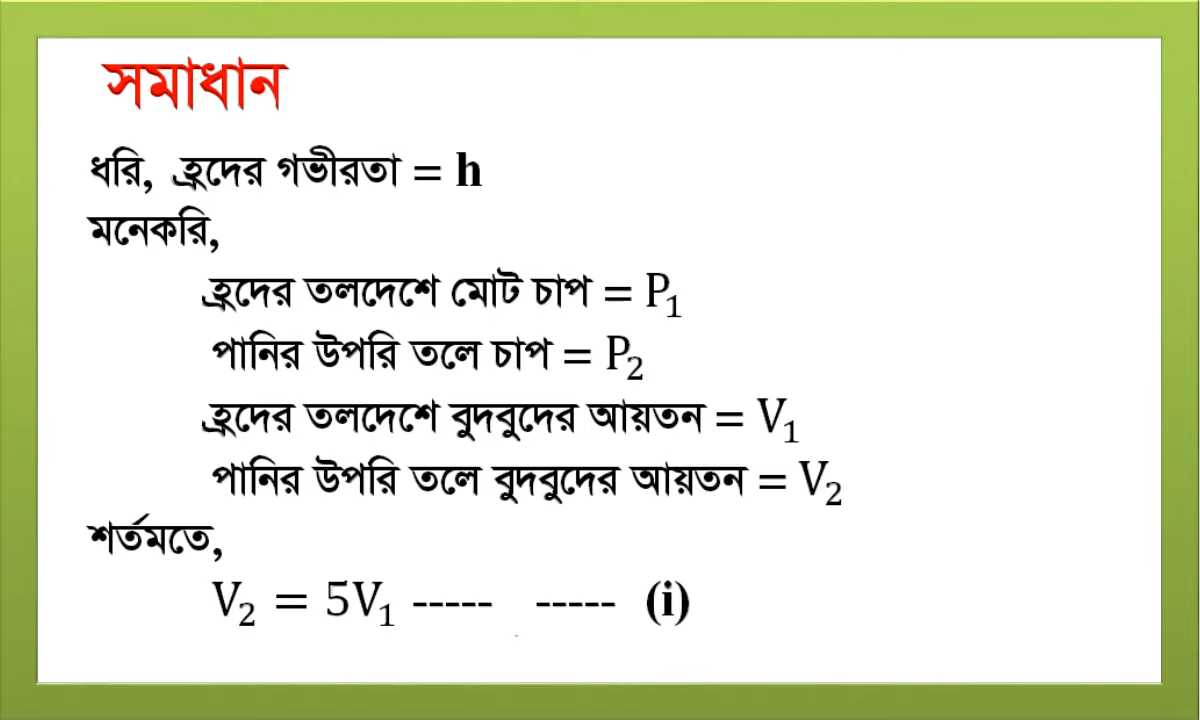 সমাধান
ধরি, হ্রদের গভীরতা = h
মনেকরি,
হ্রদের তলদেশে মোট চাপ = P₁
পানির উপরি তলে চাপ = P₂
হ্রদের তলদেশে বুদবুদের আয়তন = V₁
পানির উপরি তলে বুদবুদের আয়তন = V₂
শর্তমতে,
V₂ = 5V₁ ----- ----- (i)